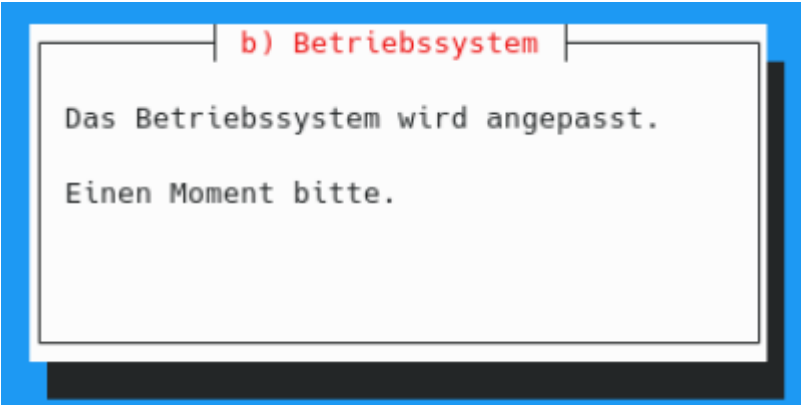 b) Betriebssystem
Das Betriebssystem wird angepasst.
Einen Moment bitte.